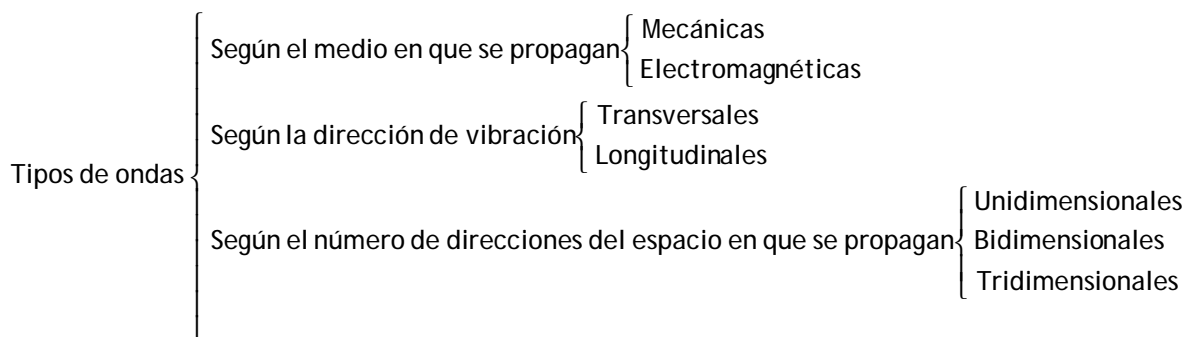 Tipos de ondas
Según el medio en que se propagan
Mecánicas
Electromagnéticas
Según la dirección de vibración
Transversales
Longitudinales
Según el número de direcciones del espacio en que se propagan
Unidimensionales
Bidimensionales
Tridimensionales